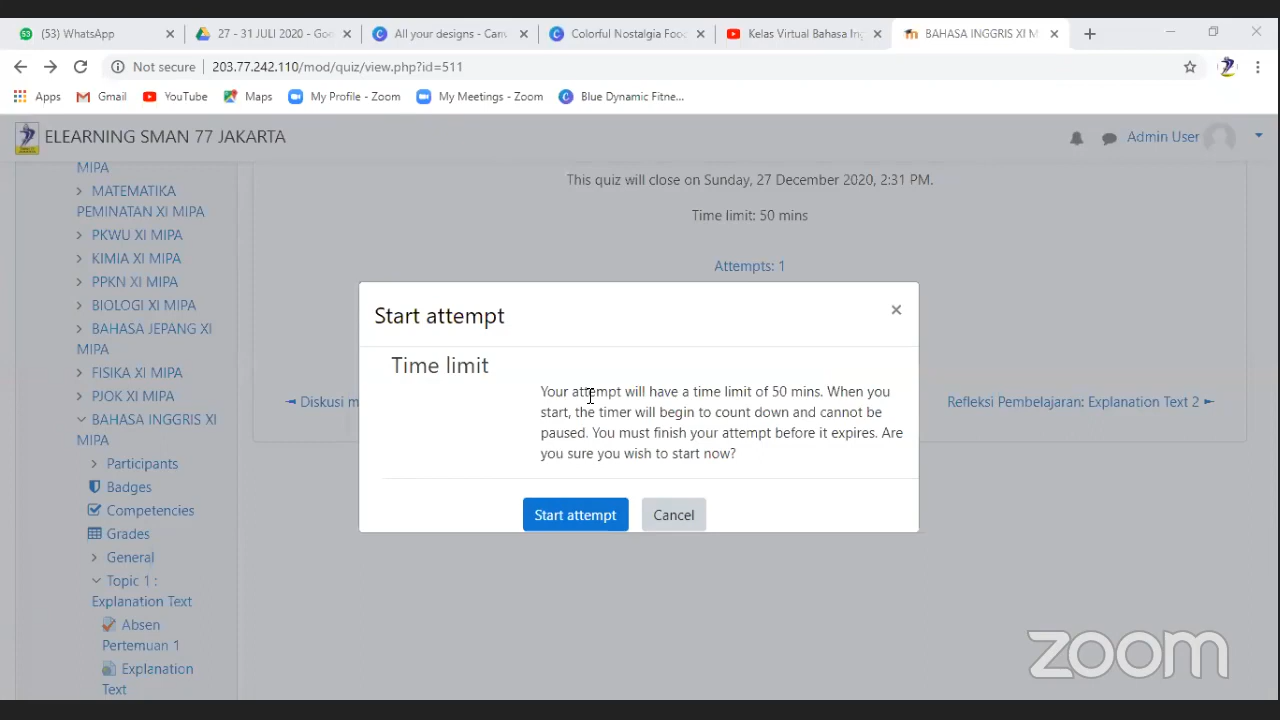 (53) WhatsApp
27 - 31 JULI 2020 - Goo
All your designs - Canv
Colorful Nostalgia Foo
Kelas Virtual Bahasa Ing
BAHASA INGGRIS XI M
Not secure 203.77.242.110/mod/quiz/view.php?id=511
Apps
Gmail
YouTube
Maps
My Profile - Zoom
My Meetings - Zoom
Blue Dynamic Fitne...
ELEARNING SMAN 77 JAKARTA
Admin User
MIPA
MATEMATIKA
PEMINATAN XI MIPA
PKWU XI MIPA
KIMIA XI MIPA
PPKN XI MIPA
BIOLOGI XI MIPA
BAHASA JEPANG XI
MIPA
FISIKA XI MIPA
PJOK XI MIPA
BAHASA INGGRIS XI
MIPA
Participants
Badges
Competencies
Grades
General
Topic 1 :
Explanation Text
Absen
Pertemuan 1
Explanation
Text
This quiz will close on Sunday, 27 December 2020, 2:31 PM.
Time limit: 50 mins
Attempts: 1
◄ Diskusi m
Refleksi Pembelajaran: Explanation Text 2 ►
Start attempt
×
Time limit
Your attempt will have a time limit of 50 mins. When you
start, the timer will begin to count down and cannot be
paused. You must finish your attempt before it expires. Are
you sure you wish to start now?
Start attempt
Cancel
zoom